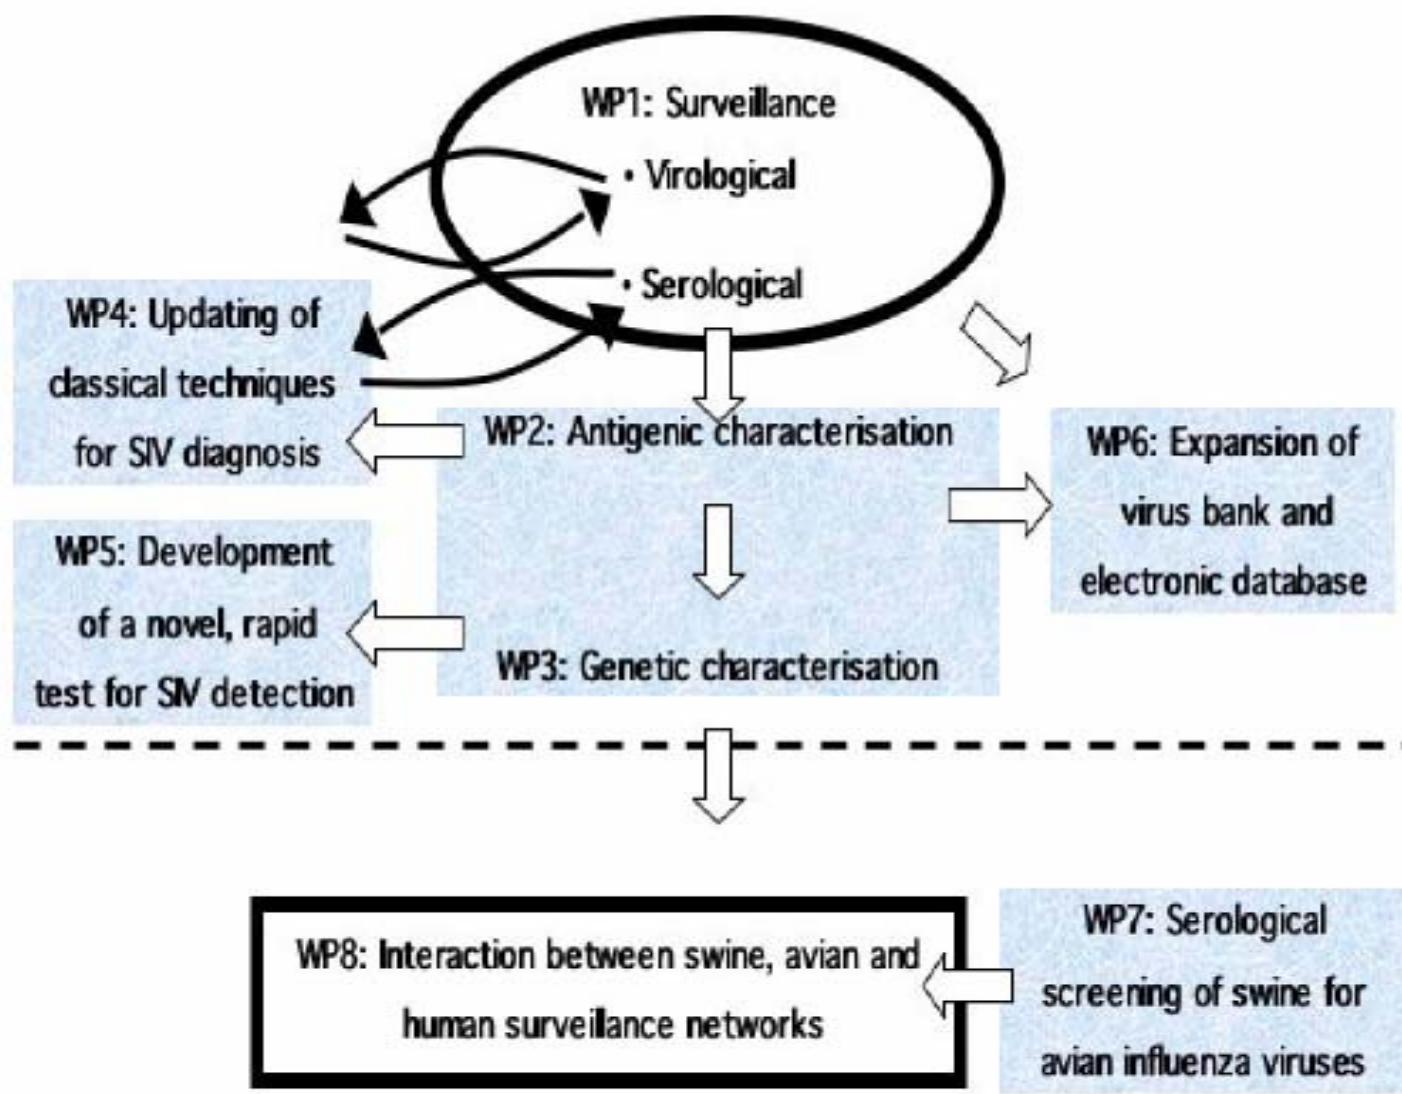 WP1: Surveillance
• Virological
• Serological
WP4: Updating of
classical techniques
for SIV diagnosis
WP2: Antigenic characterisation
WP6: Expansion of
virus bank and
electronic database
WP5: Development
of a novel, rapid
test for SIV detection
WP3: Genetic characterisation
WP8: Interaction between swine, avian and
human surveillance networks
WP7: Serological
screening of swine for
avian influenza viruses